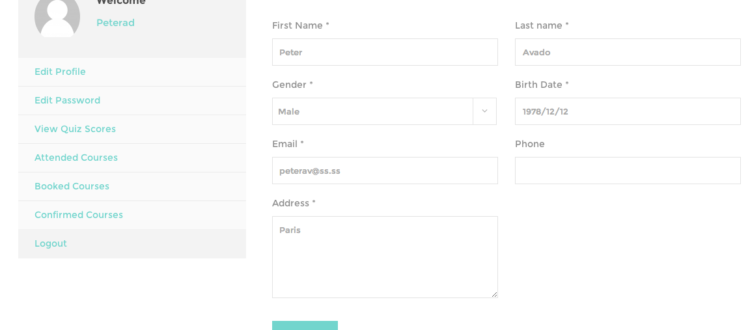 Welcome
Peterad
Edit Profile
Edit Password
View Quiz Scores
Attended Courses
Booked Courses
Confirmed Courses
Logout
First Name *
Last name *
Peter
Avado
Gender *
Birth Date *
Male
1978/12/12
Email *
Phone
peterav@ss.ss
Address *
Paris